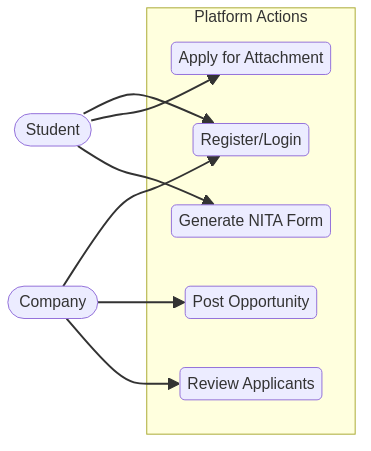 Platform Actions
Apply for Attachment
Student
Register/Login
Generate NITA Form
Company
Post Opportunity
Review Applicants